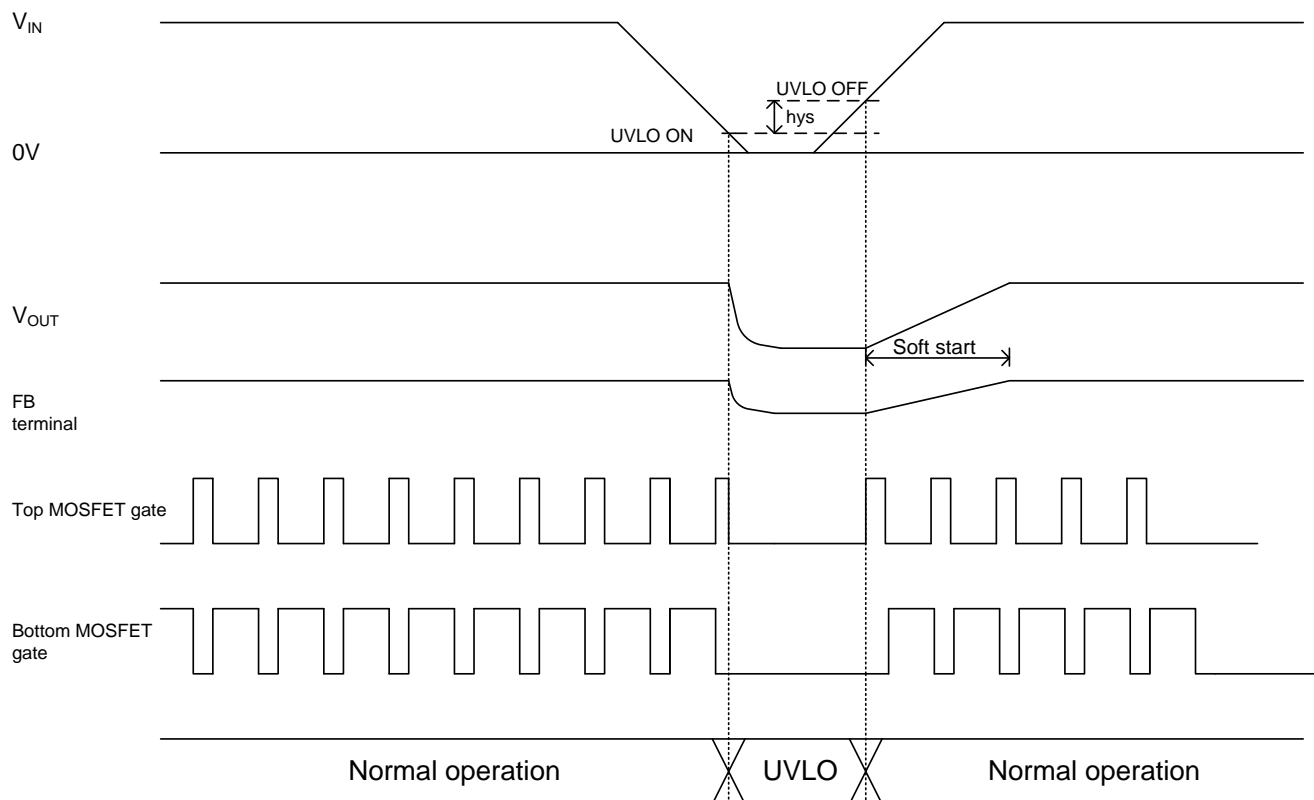 VIN
UVLO OFF
hys
UVLO ON
0V
VOUT
Soft start
FB
terminal
Top MOSFET gate
Bottom MOSFET
gate
Normal operation
UVLO
Normal operation